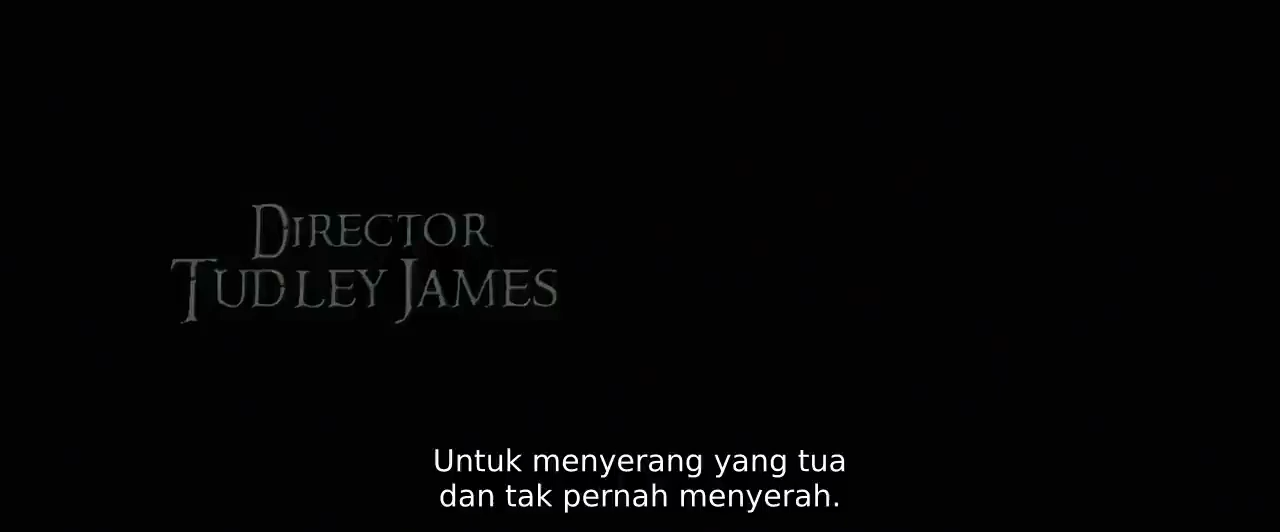 DIRECTOR
TUDLEY JAMES
Untuk menyerang yang tua
dan tak pernah menyerah.